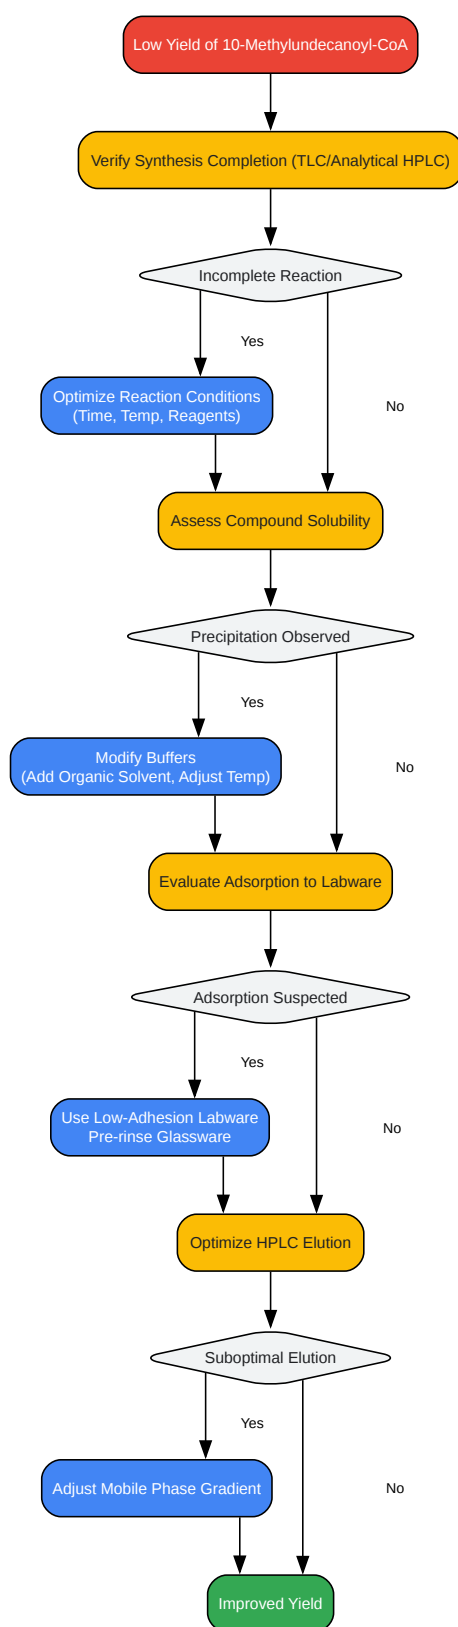 Low Yield of 10-Methylundecanoyl-CoA
Verify Synthesis Completion (TLC/Analytical HPLC)
Incomplete Reaction
Yes
Optimize Reaction Conditions
(Time, Temp, Reagents)
No
Assess Compound Solubility
Precipitation Observed
Yes
Modify Buffers
(Add Organic Solvent, Adjust Temp)
No
Evaluate Adsorption to Labware
Adsorption Suspected
Yes
Use Low-Adhesion Labware
Pre-rinse Glassware
No
Optimize HPLC Elution
Suboptimal Elution
Yes
Adjust Mobile Phase Gradient
No
Improved Yield